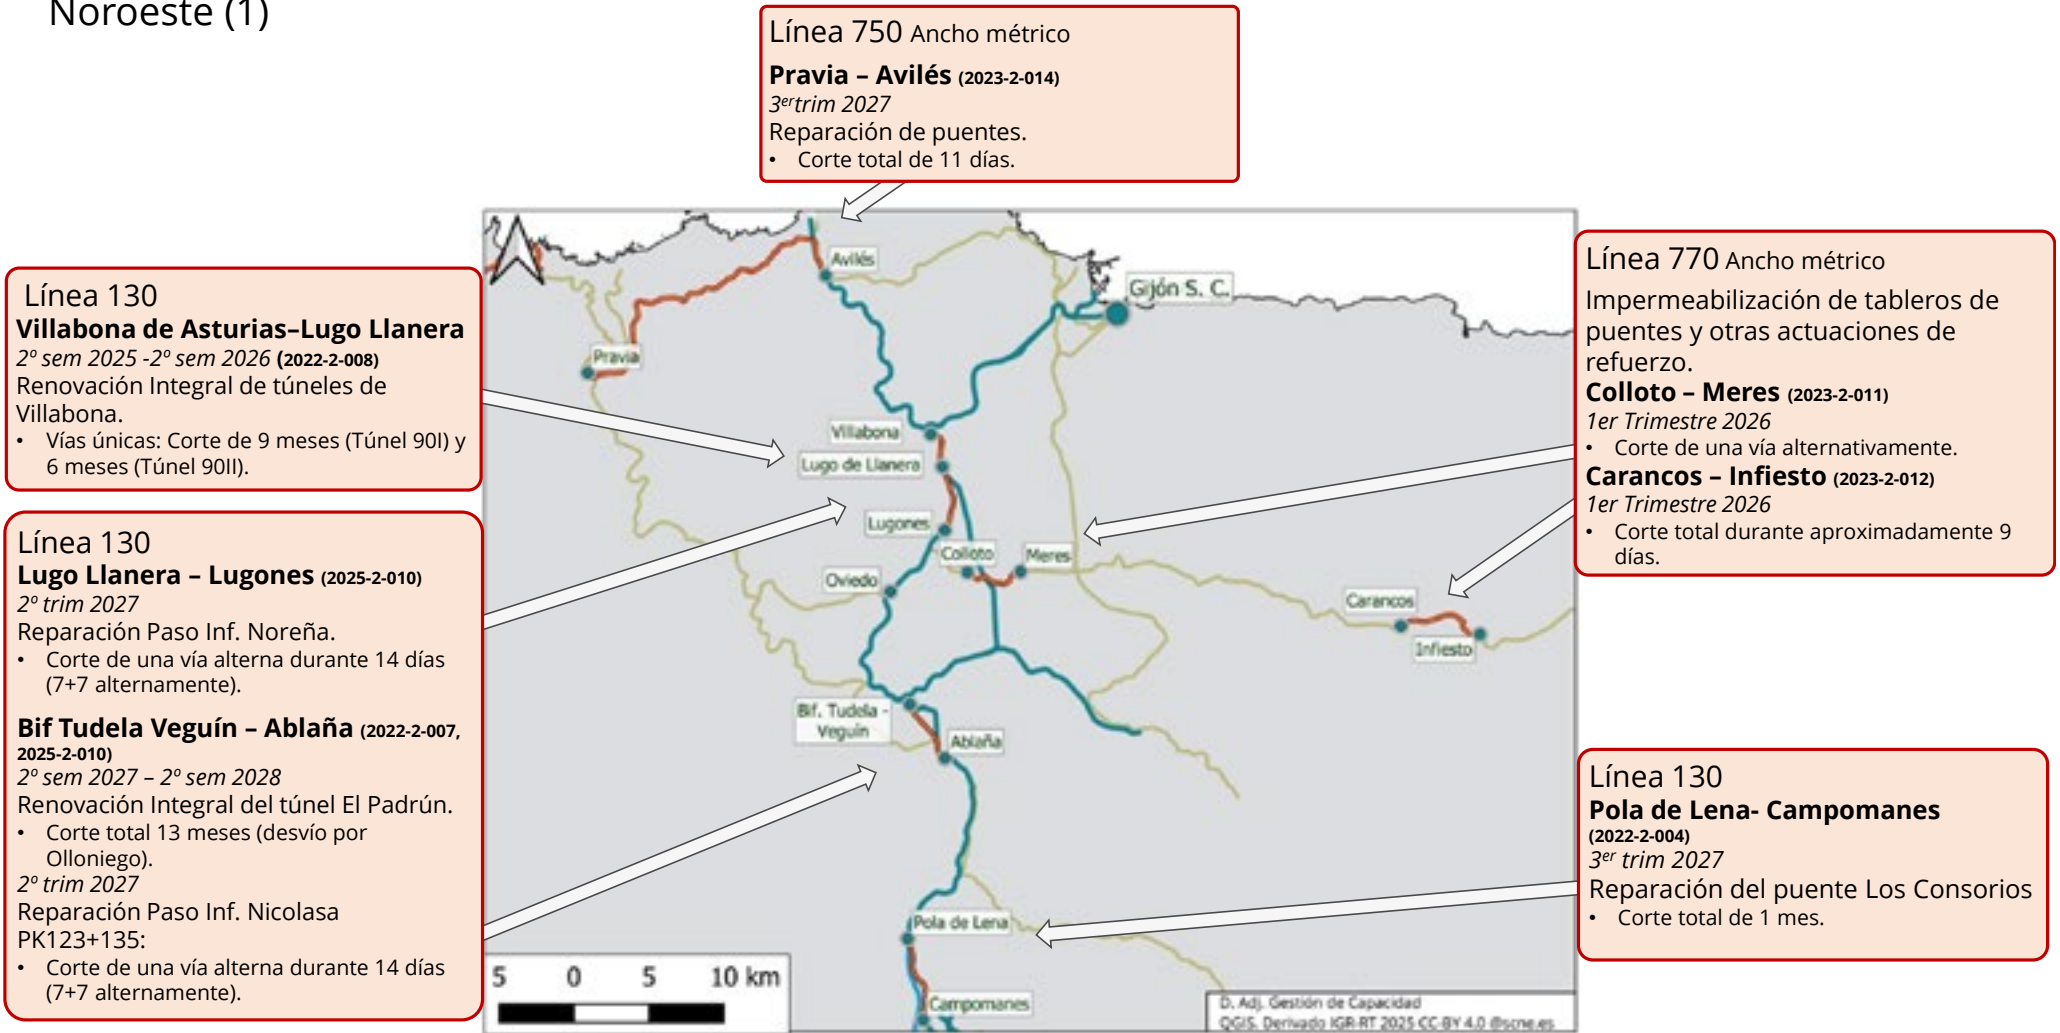 Noroeste (1)
Línea 750 Ancho métrico
Pravia – Avilés (2023-2-014)
3er trim 2027
Reparación de puentes.
• Corte total de 11 días.
Línea 130
Villabona de Asturias–Lugo Llanera
2º sem 2025 -2º sem 2026 (2022-2-008)
Renovación Integral de túneles de
Villabona.
• Vías únicas: Corte de 9 meses (Túnel 90I) y
6 meses (Túnel 90II).
Línea 130
Lugo Llanera – Lugones (2025-2-010)
2º trim 2027
Reparación Paso Inf. Noreña.
• Corte de una vía alterna durante 14 días
(7+7 alternamente).
Bif Tudela Veguín – Ablaña (2022-2-007,
2025-2-010)
2º sem 2027 – 2º sem 2028
Renovación Integral del túnel El Padrún.
• Corte total 13 meses (desvío por
Olloniego).
2º trim 2027
Reparación Paso Inf. Nicolasa
PK123+135:
• Corte de una vía alterna durante 14 días
(7+7 alternamente).
Línea 770 Ancho métrico
Impermeabilización de tableros de
puentes y otras actuaciones de
refuerzo.
Colloto – Meres (2023-2-011)
1er Trimestre 2026
• Corte de una vía alternativamente.
Carancos – Infiesto (2023-2-012)
1er Trimestre 2026
• Corte total durante aproximadamente 9
días.
Línea 130
Pola de Lena- Campomanes
(2022-2-004)
3er trim 2027
Reparación del puente Los Consorios
• Corte total de 1 mes.
Avilés
Gijón S. C.
Pravia
Villabona
Lugo de Llanera
Lugones
Colloto
Meres
Oviedo
Carancos
Infiesto
Bif. Tudela -
Veguín
Ablaña
Pola de Lena
Campomanes
5 0 5 10 km
D. Adj. Gestión de Capacidad
QGIS. Derivado IGR-RT 2025 CC-BY 4.0 @scne.es